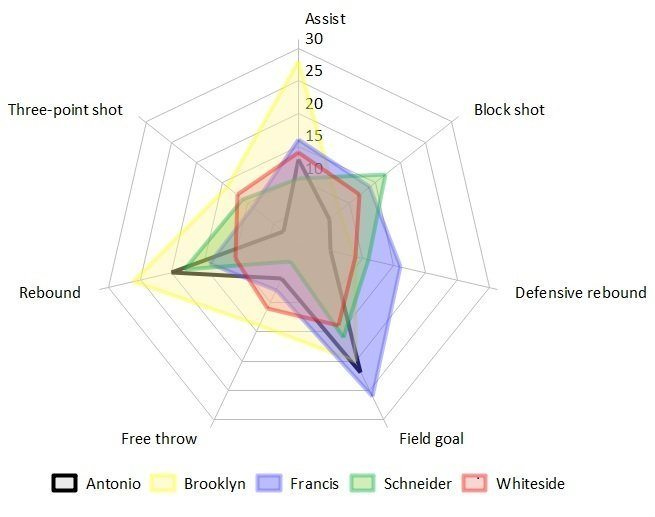 Assist
30
25
20
15
10
Three-point shot
Block shot
Rebound
Defensive rebound
Free throw
Field goal
Antonio Brooklyn Francis Schneider Whiteside